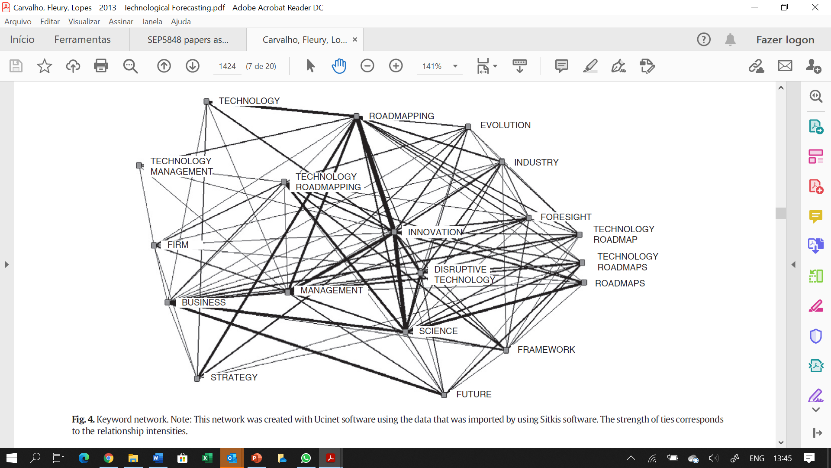 Carvalho, Fleury, Lopes - 2013 - Technological Forecasting.pdf - Adobe Acrobat Reader DC
Arquivo Editar Visualizar Assinar Janela Ajuda
Início Ferramentas SEP5848 papers as... Carvalho, Fleury, Lo... × Fazer logon
1424 (7 de 20) 141%
TECHNOLOGY
ROADMAPPING
EVOLUTION
INDUSTRY
TECHNOLOGY
MANAGEMENT
TECHNOLOGY
ROADMAPPING
FORESIGHT
TECHNOLOGY
ROADMAP
INNOVATION
FIRM
TECHNOLOGY
ROADMAPS
DISRUPTIVE
TECHNOLOGY
ROADMAPS
MANAGEMENT
BUSINESS
SCIENCE
FRAMEWORK
STRATEGY
FUTURE
Fig. 4. Keyword network. Note: This network was created with Ucinet software using the data that was imported by using Sitkis software. The strength of ties corresponds
to the relationship intensities.
ENG 13:45